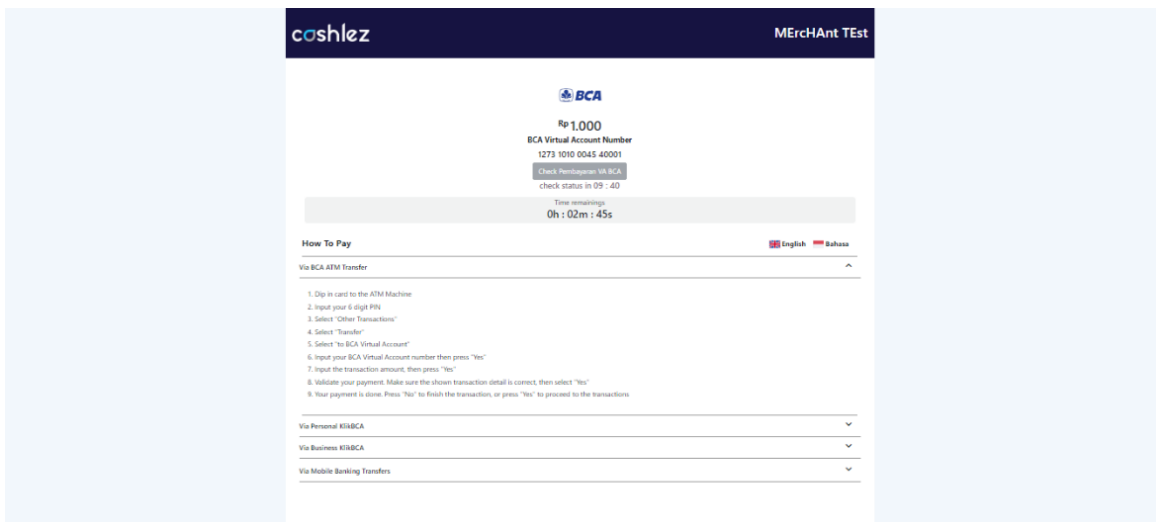 cashlez
MErcHAnt TEst
BCA
Rp 1.000
BCA Virtual Account Number
1273 1010 0045 40001
Check Pembayaran VA BCA
check status in 09 : 40
Time remainings
0h : 02m : 45s
How To Pay
English Bahasa
Via BCA ATM Transfer
1. Dip in card to the ATM Machine
2. Input your 6 digit PIN
3. Select "Other Transactions"
4. Select "Transfer"
5. Select "to BCA Virtual Account"
6. Input your BCA Virtual Account number then press "Yes"
7. Input the transaction amount, then press "Yes"
8. Validate your payment. Make sure the shown transaction detail is correct, then select "Yes"
9. Your payment is done. Press "No" to finish the transaction, or press "Yes" to proceed to the transactions
Via Personal KlikBCA
Via Business KlikBCA
Via Mobile Banking Transfers